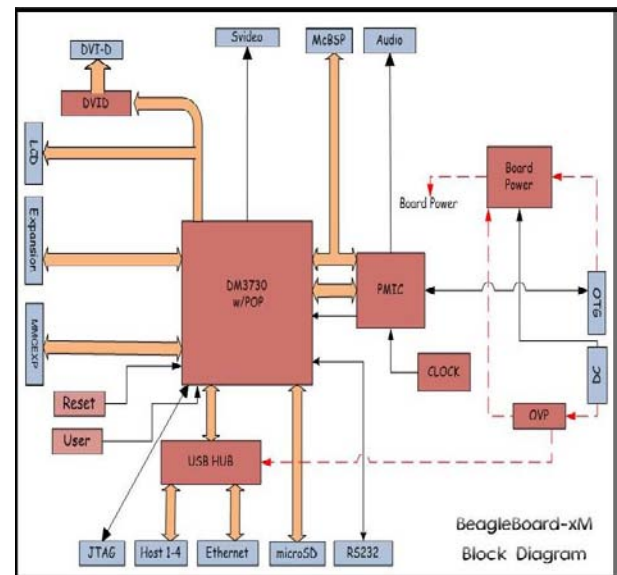 Svideo
McBSP
Audio
DVI-D
DVID
LCD
Board
Power
Board Power
Expansion
DM3730
w/POP
PMIC
OTG
MMCEXP
CLOCK
DC
Reset
OVP
User
USB HUB
JTAG
Host 1-4
Ethernet
microSD
RS232
BeagleBoard-xM
Block Diagram